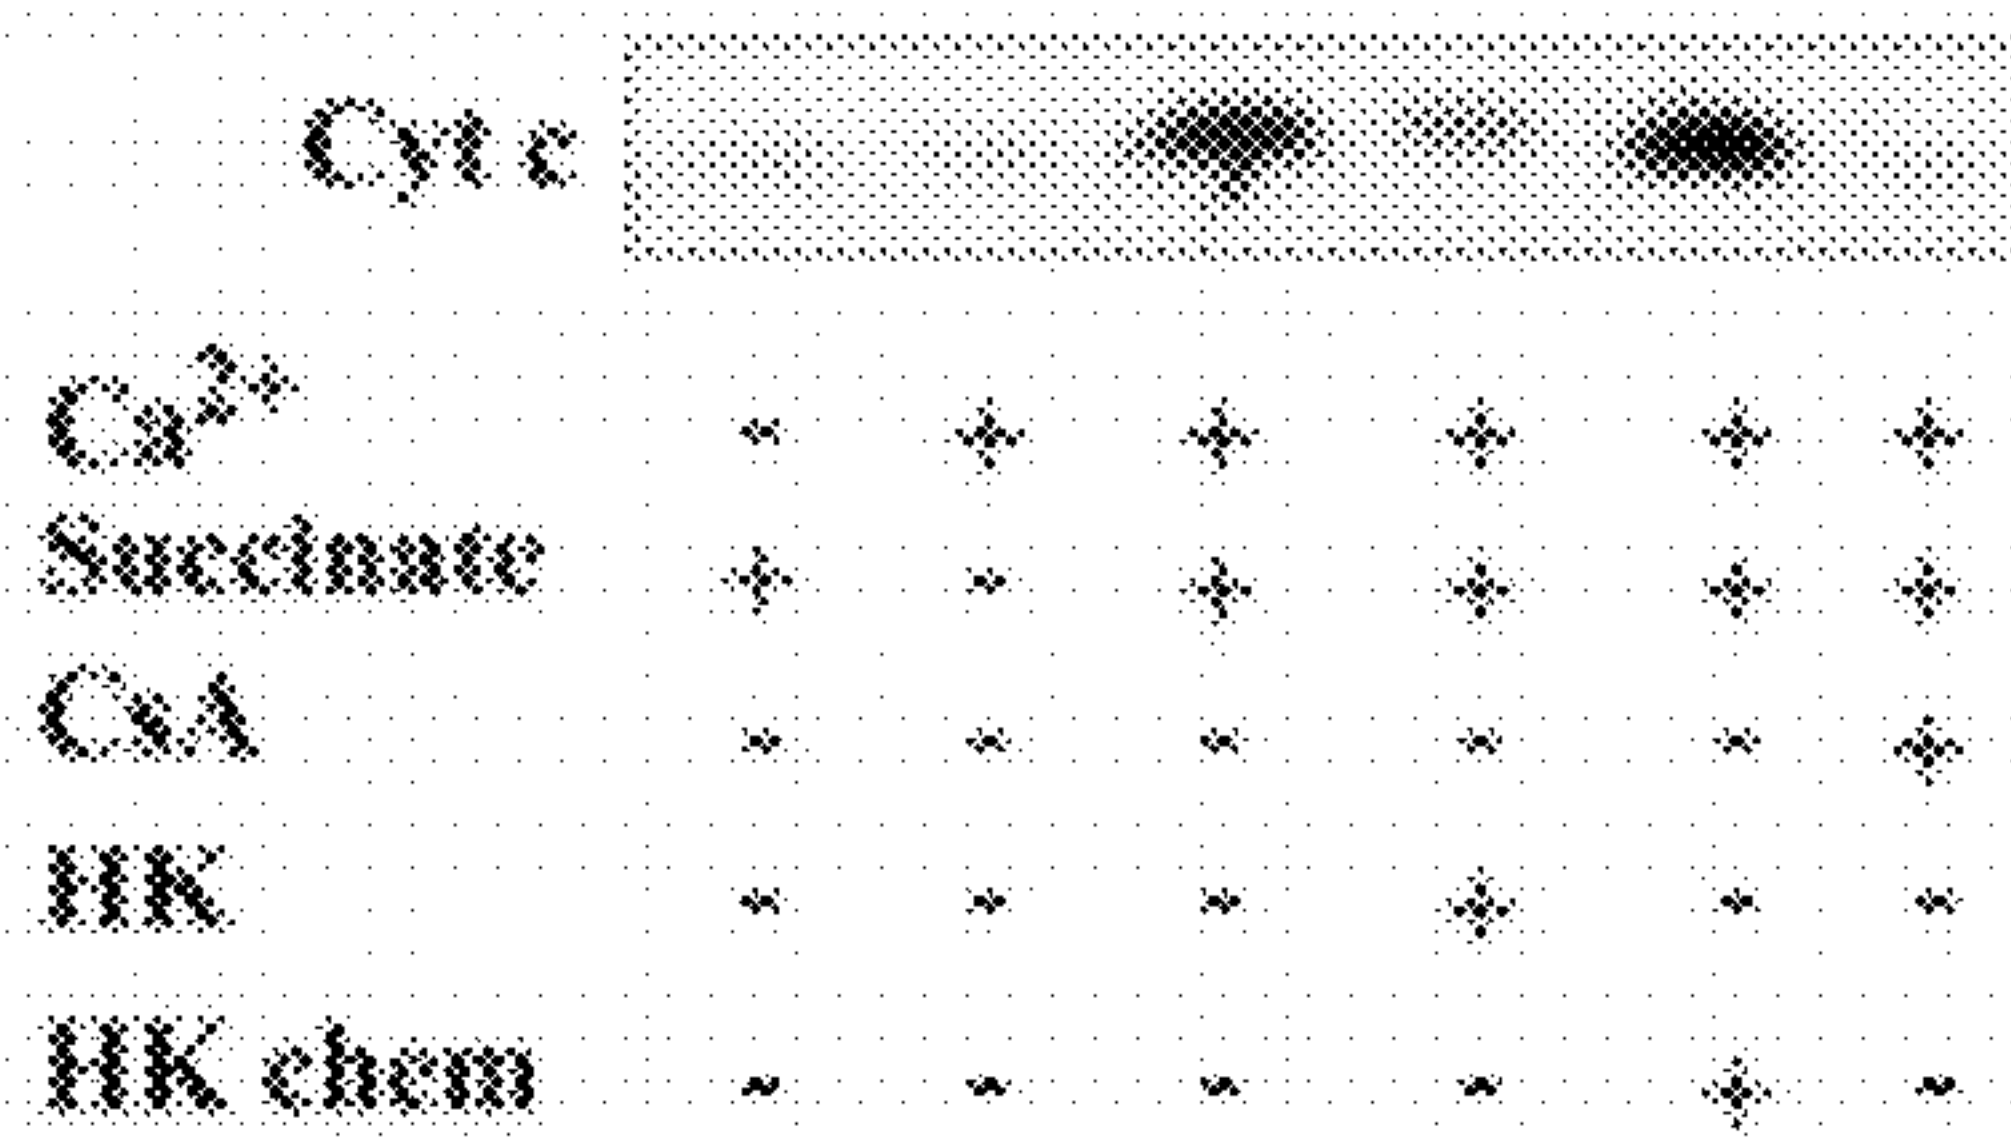 Cyt c
Ca²⁺ - + + + + +
Succinate + - + + + +
CsA - - - - - +
HK - - - + - -
HK chem - - - - + -